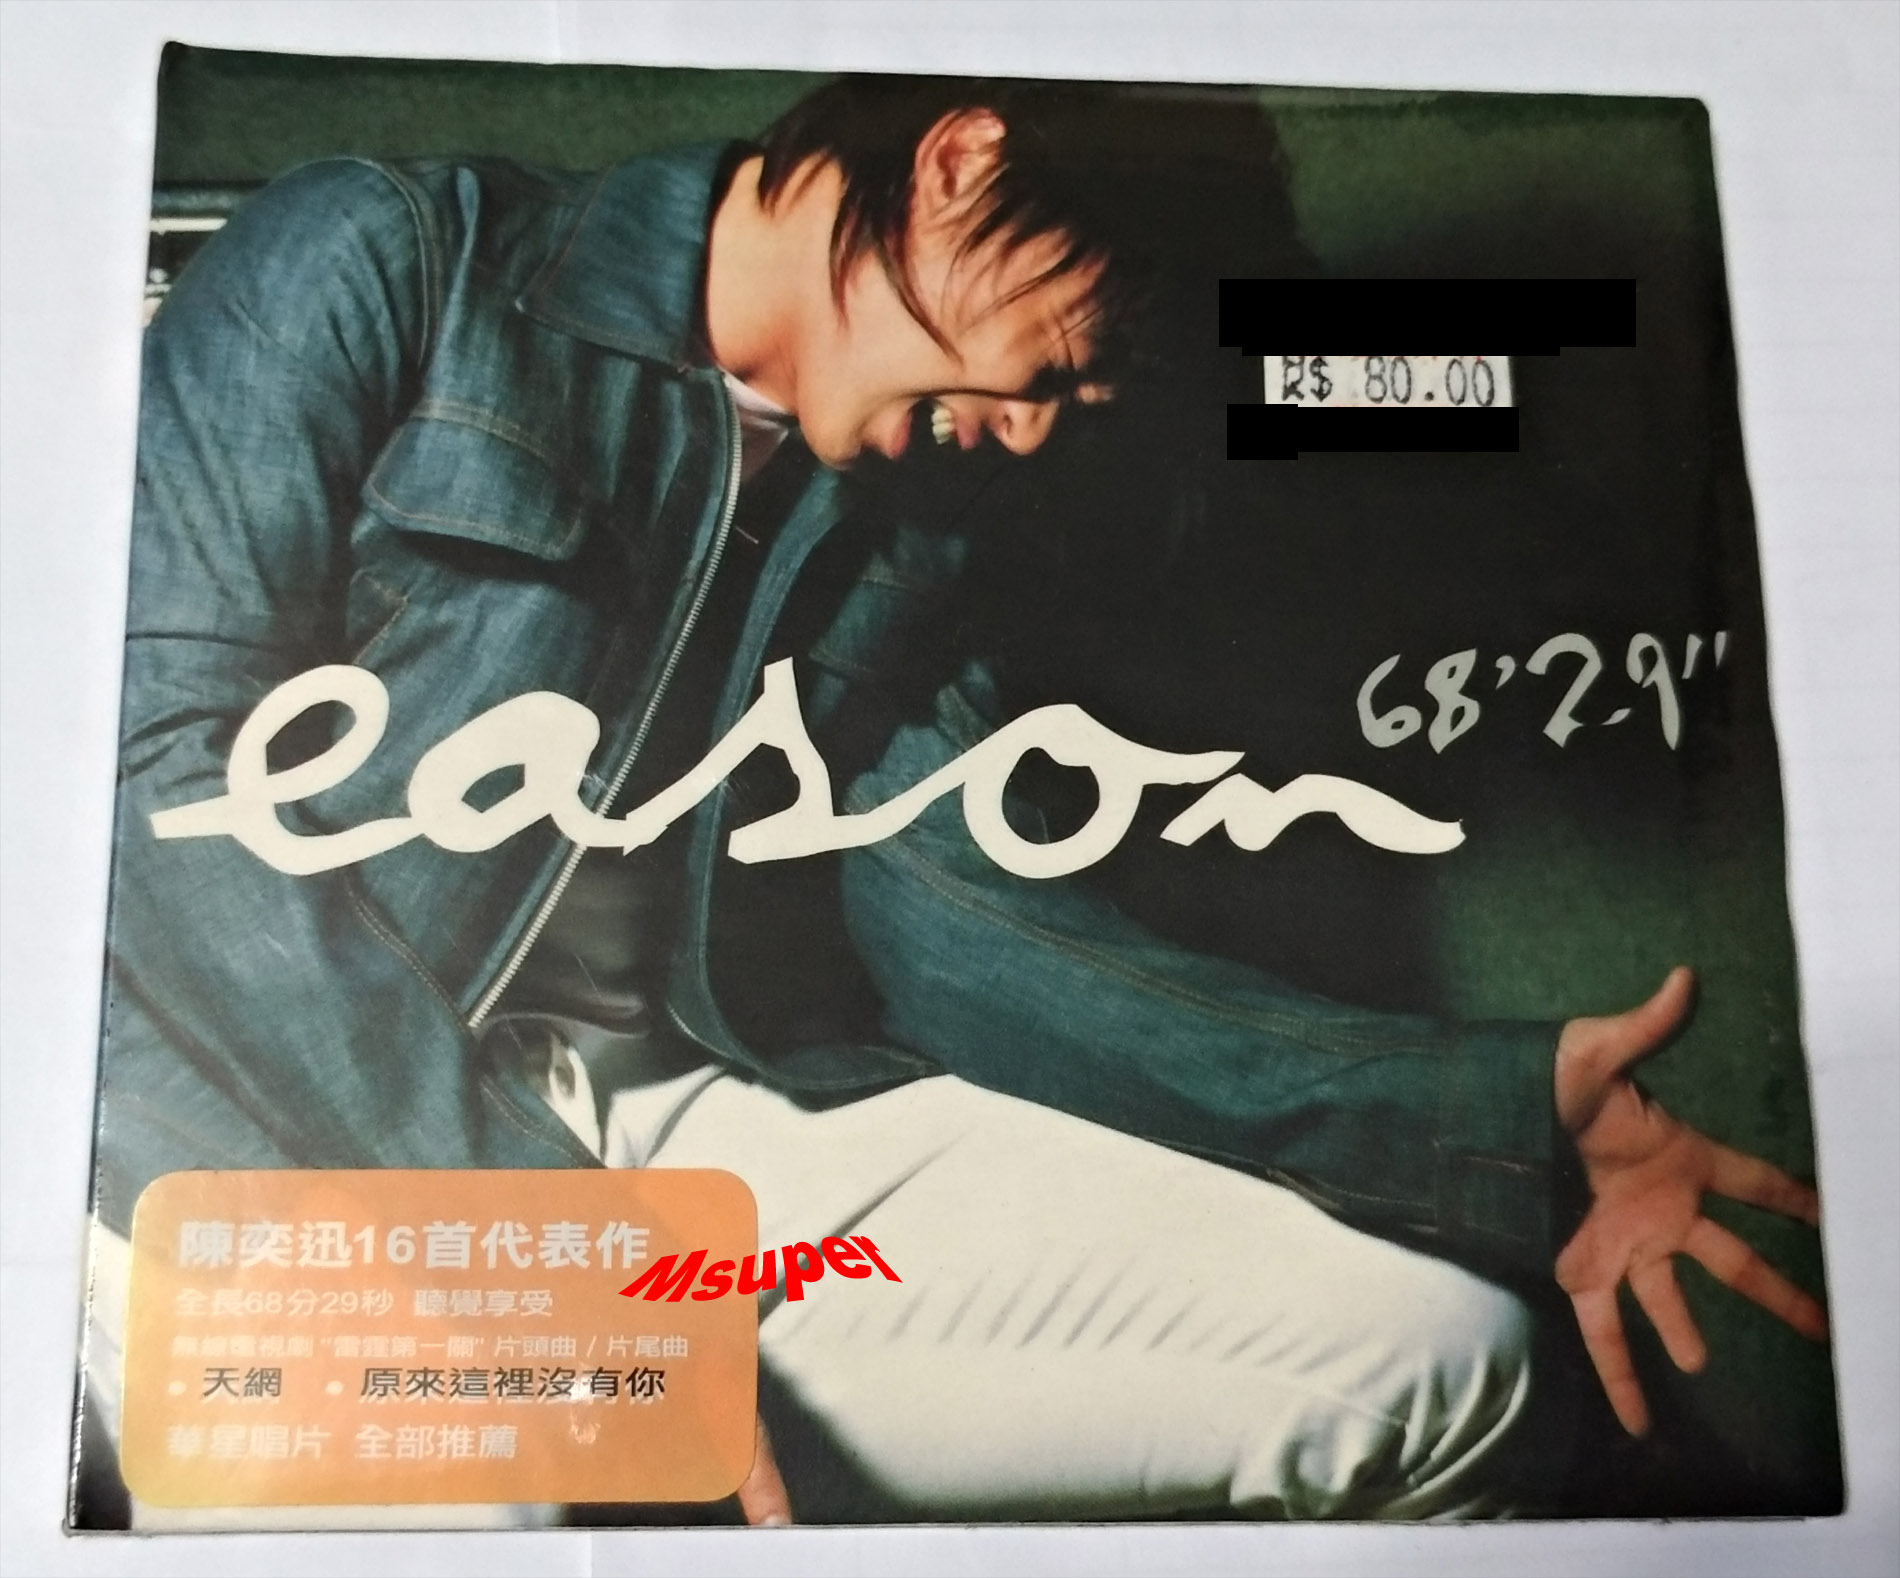 R$ 80.00
68'29"
eason
陳奕迅16首代表作
Msuper
全長68分29秒 聽覺享受
無線電視劇 "雷霆第一關" 片頭曲 / 片尾曲
• 天網 • 原來這裡沒有你
華星唱片 全部推薦